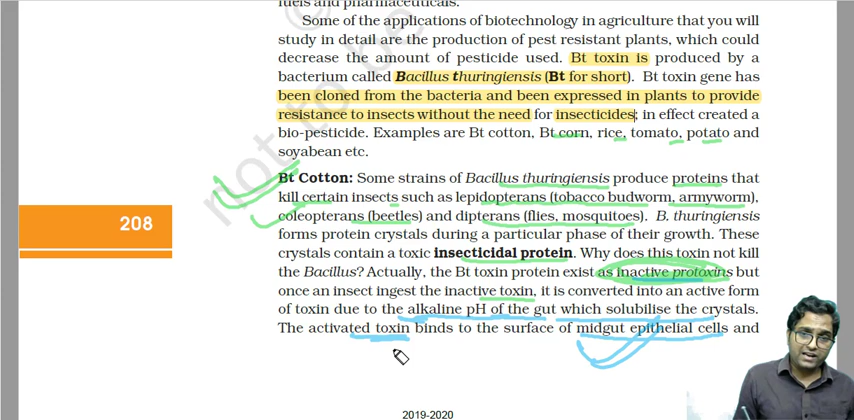 fuels and pharmaceuticals.
Some of the applications of biotechnology in agriculture that you will
study in detail are the production of pest resistant plants, which could
decrease the amount of pesticide used. Bt toxin is produced by a
bacterium called Bacillus thuringiensis (Bt for short). Bt toxin gene has
been cloned from the bacteria and been expressed in plants to provide
resistance to insects without the need for insecticides; in effect created a
bio-pesticide. Examples are Bt cotton, Bt corn, rice, tomato, potato and
soyabean etc.
Bt Cotton: Some strains of Bacillus thuringiensis produce proteins that
kill certain insects such as lepidopterans (tobacco budworm, armyworm),
coleopterans (beetles) and dipterans (flies, mosquitoes). B. thuringiensis
forms protein crystals during a particular phase of their growth. These
crystals contain a toxic insecticidal protein. Why does this toxin not kill
the Bacillus? Actually, the Bt toxin protein exist as inactive protoxins but
once an insect ingest the inactive toxin, it is converted into an active form
of toxin due to the alkaline pH of the gut which solubilise the crystals.
The activated toxin binds to the surface of midgut epithelial cells and
208
not to be
©
2019-2020